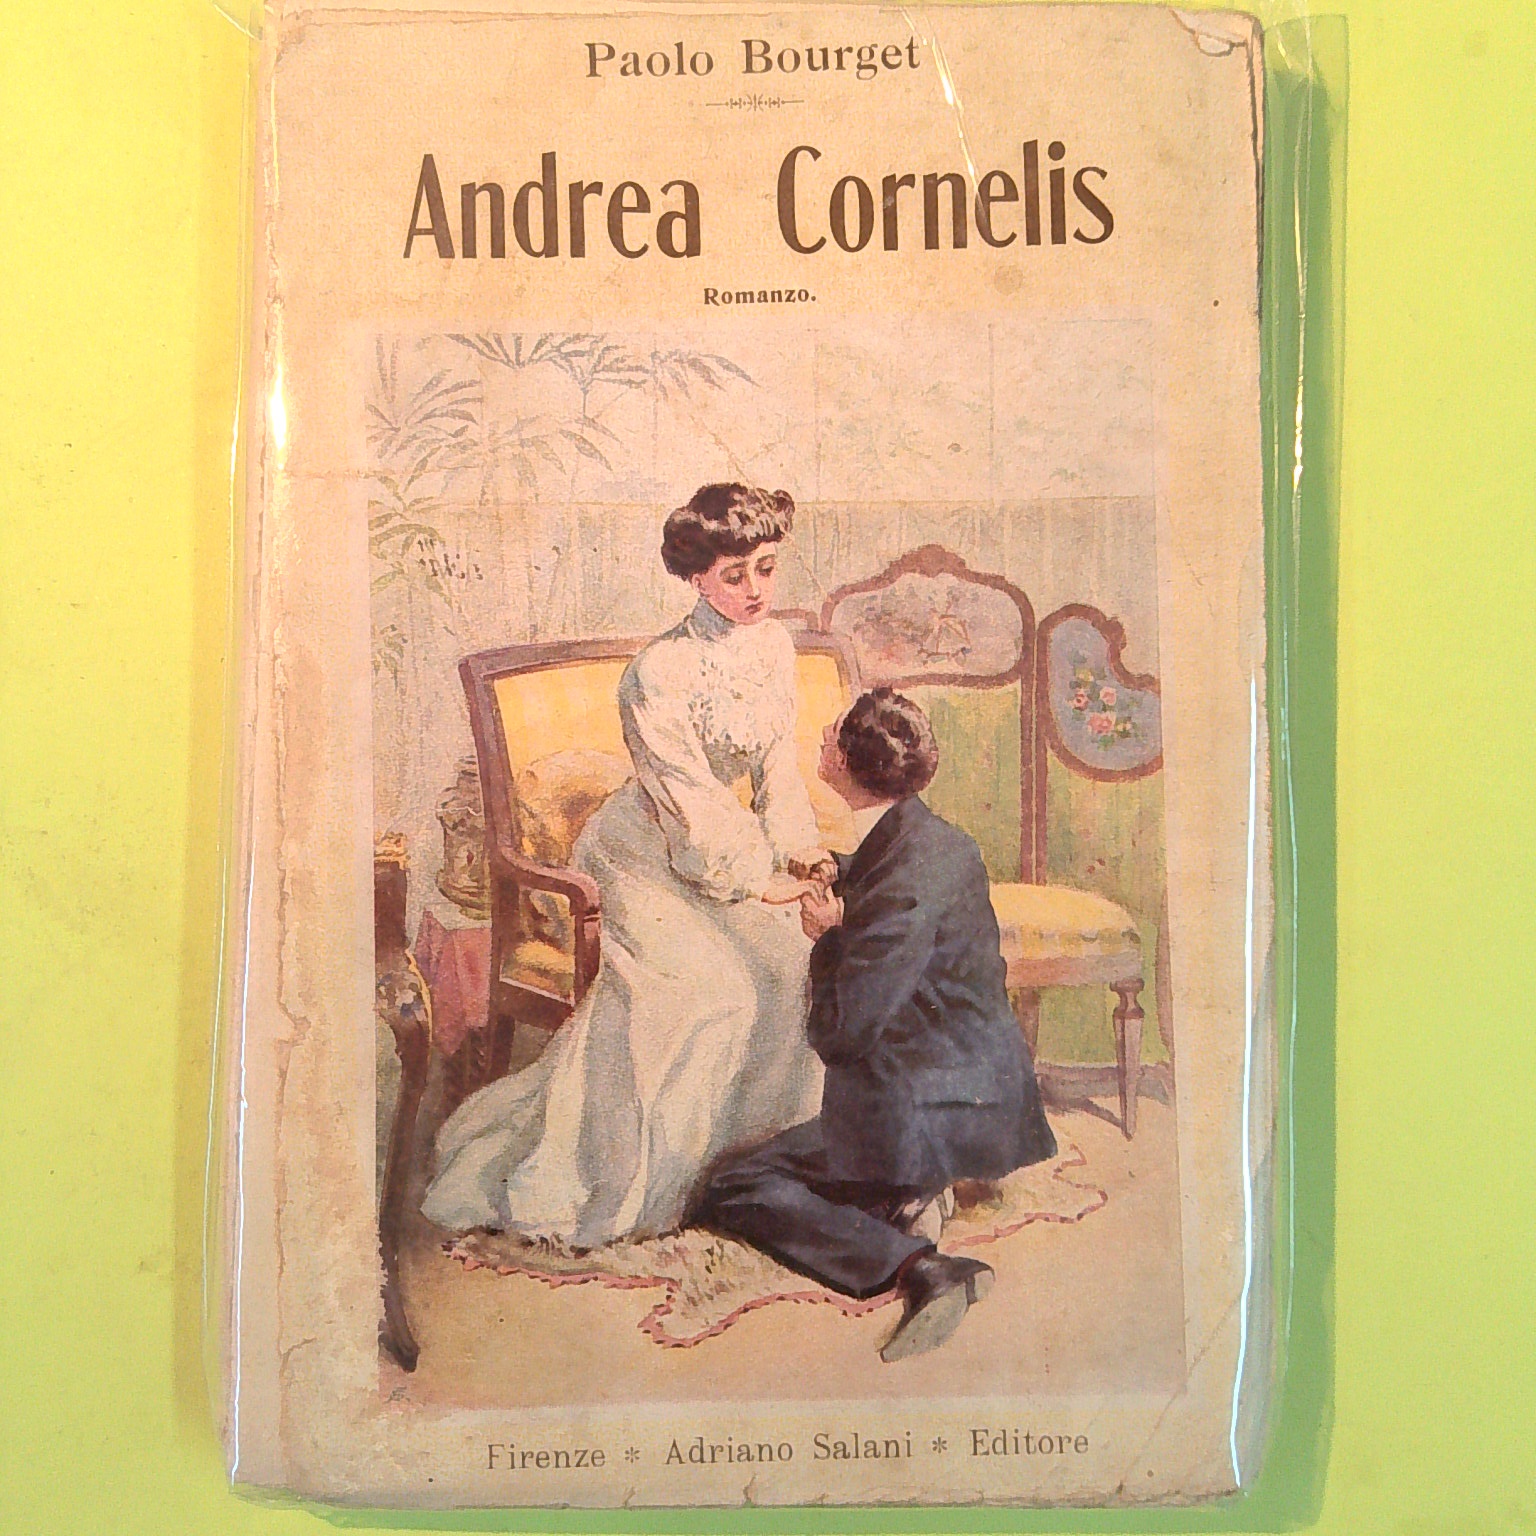 Paolo Bourget
Andrea Cornelis
Romanzo.
Firenze * Adriano Salani * Editore